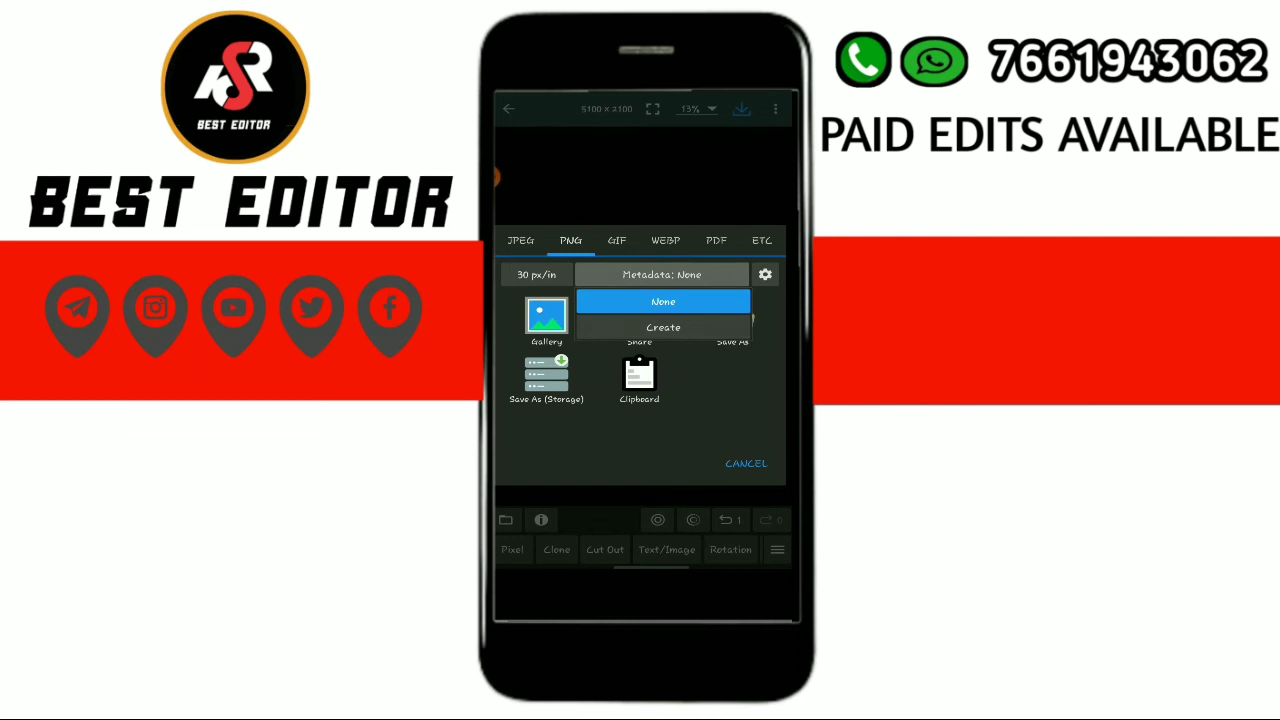 KSR
BEST EDITOR
BEST EDITOR
7661943062
PAID EDITS AVAILABLE
5100 x 2100
13%
JPEG PNG GIF WEBP PDF ETC
30 px/in
Metadata: None
None
Create
Gallery
Share
Save As
Save As (Storage)
Clipboard
CANCEL
1
0
Pixel
Clone
Cut Out
Text/Image
Rotation